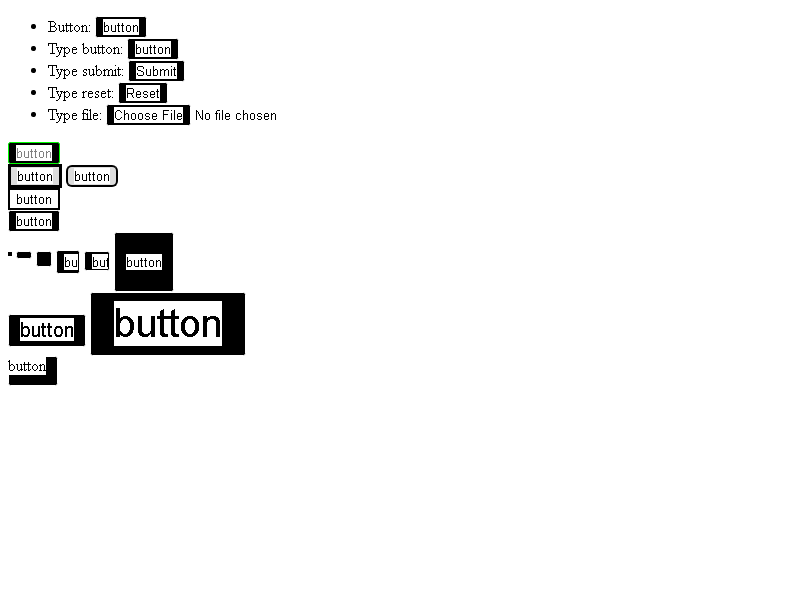 Button: button
Type button: button
Type submit: Submit
Type reset: Reset
Type file: Choose File No file chosen
button
button button
button
button
bu but button
button button
button